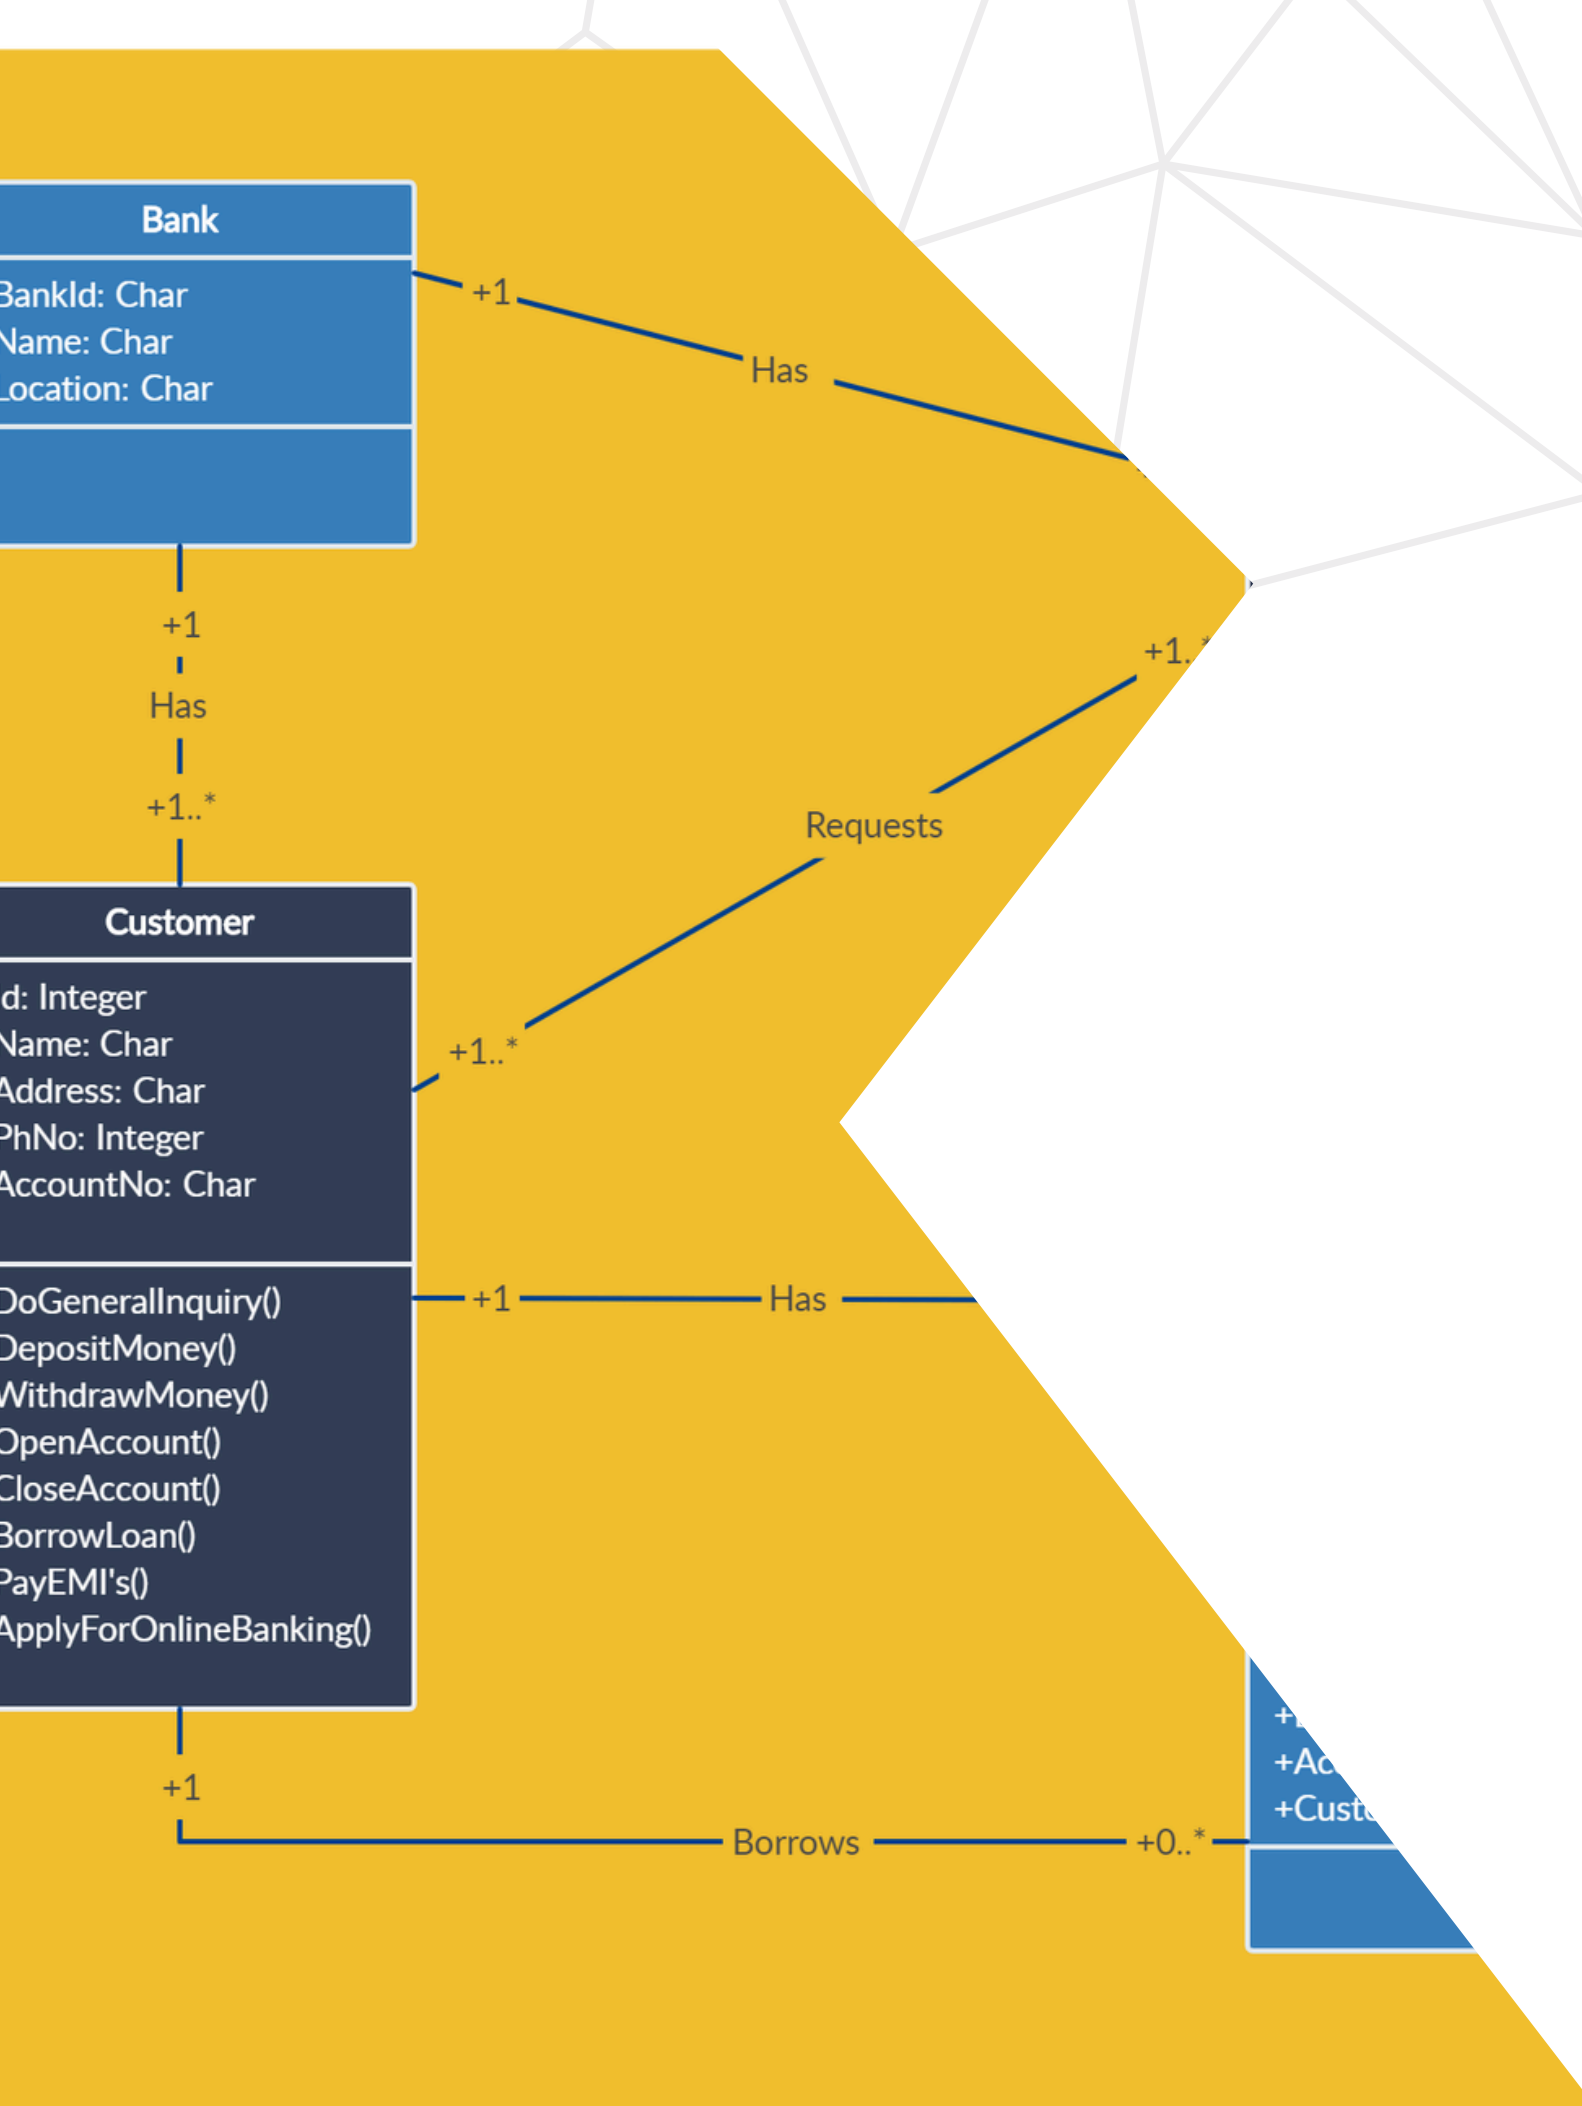 Bank
BankId: Char
Name: Char
Location: Char
+1
Has
+1
Has
+1..*
+1..*
Requests
+1..*
Customer
Id: Integer
Name: Char
Address: Char
PhNo: Integer
AccountNo: Char
DoGeneralInquiry()
DepositMoney()
WithdrawMoney()
OpenAccount()
CloseAccount()
BorrowLoan()
PayEMI's()
ApplyForOnlineBanking()
+1
Has
+1
Borrows
+0..*